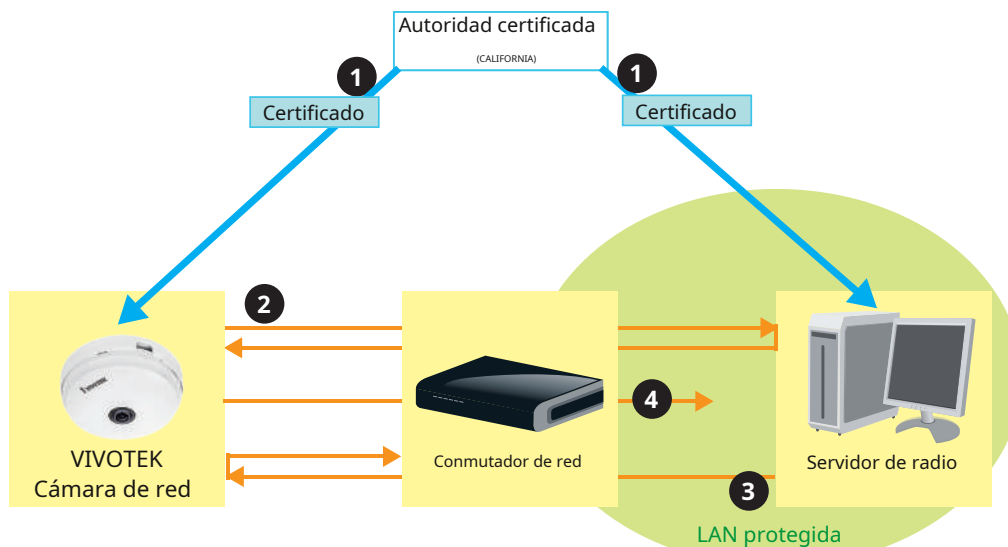 Autoridad certificada
(CALIFORNIA)
1
1
Certificado
Certificado
2
4
VIVOTEK
Cámara de red
Conmutador de red
Servidor de radio
3
LAN protegida